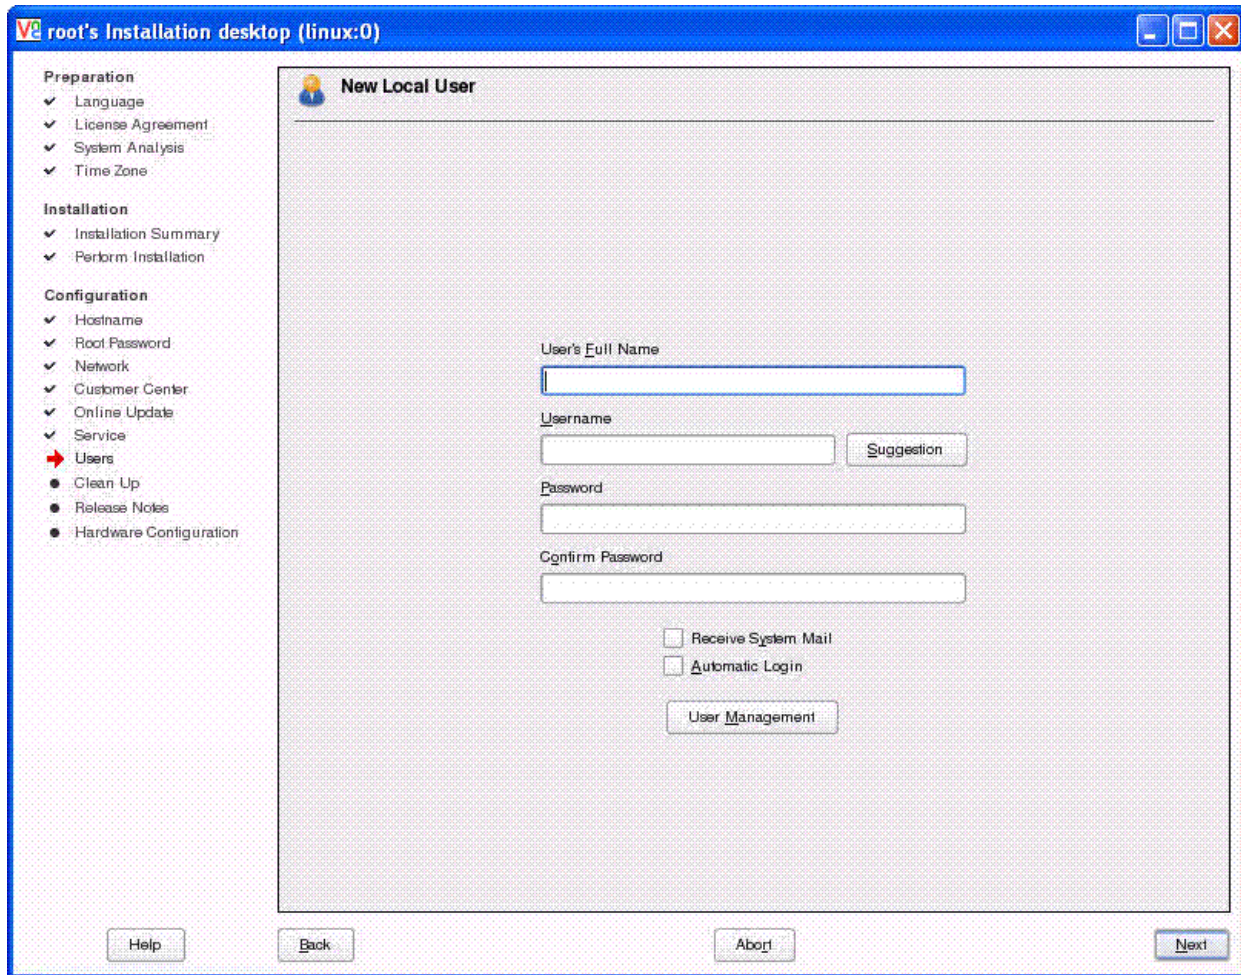 root's Installation desktop (linux:0)
Preparation
Language
License Agreement
System Analysis
Time Zone
Installation
Installation Summary
Perform Installation
Configuration
Hostname
Root Password
Network
Customer Center
Online Update
Service
Users
Clean Up
Release Notes
Hardware Configuration
New Local User
User's Full Name
Username
Suggestion
Password
Confirm Password
Receive System Mail
Automatic Login
User Management
Help
Back
Abort
Next